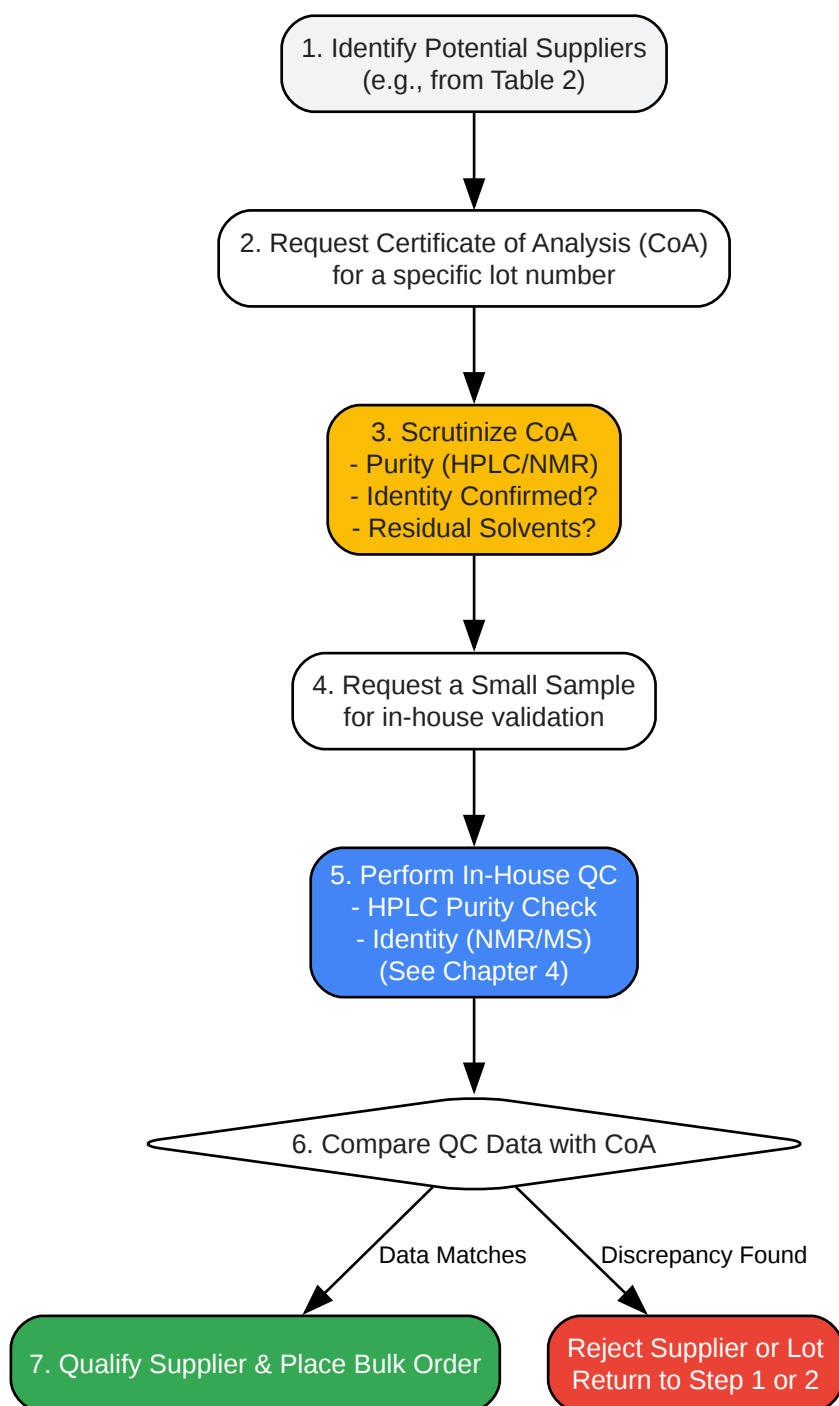 1. Identify Potential Suppliers
(e.g., from Table 2)
2. Request Certificate of Analysis (CoA)
for a specific lot number
3. Scrutinize CoA
- Purity (HPLC/NMR)
- Identity Confirmed?
- Residual Solvents?
4. Request a Small Sample
for in-house validation
5. Perform In-House QC
- HPLC Purity Check
- Identity (NMR/MS)
(See Chapter 4)
6. Compare QC Data with CoA
Data Matches
Discrepancy Found
7. Qualify Supplier & Place Bulk Order
Reject Supplier or Lot
Return to Step 1 or 2